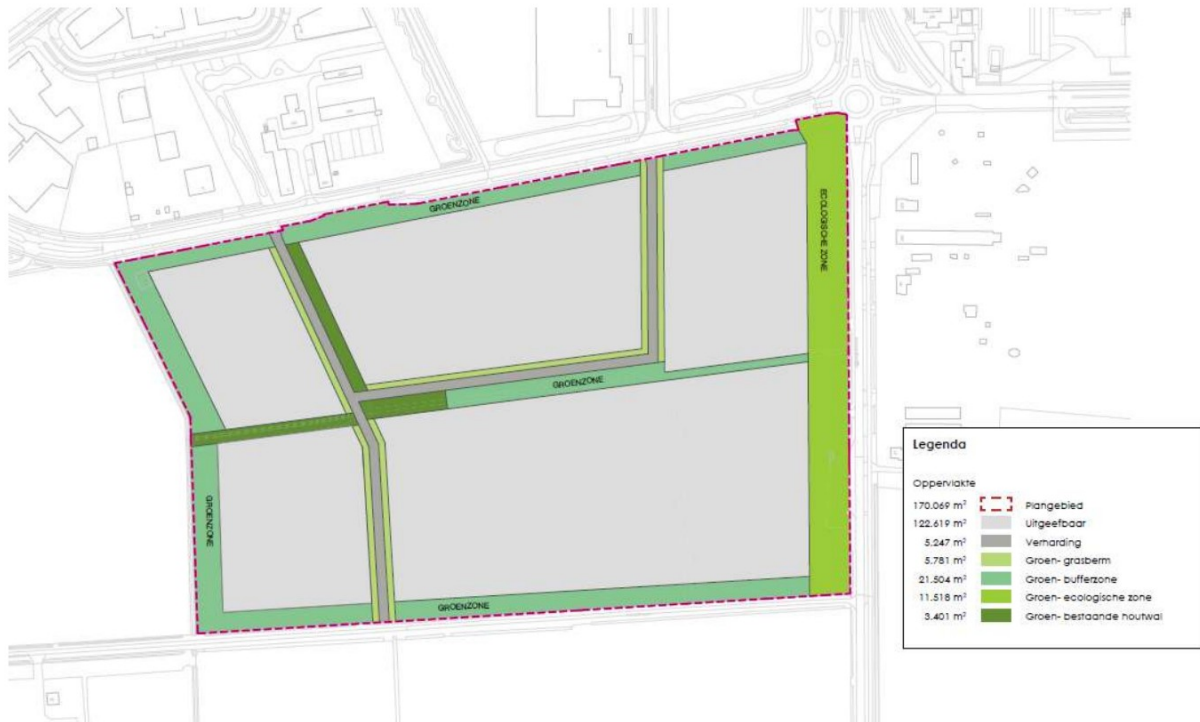 GROENZONE
ECOLOGISCHE ZONE
GROENZONE
GROENZONE
GROENZONE
Legenda
Oppervlakte
170.069 m² Plangebied
122.619 m² Uitgeefbaar
5.247 m² Verharding
5.781 m² Groen- grasberm
21.504 m² Groen- bufferzone
11.518 m² Groen- ecologische zone
3.401 m² Groen- bestaande houtwal